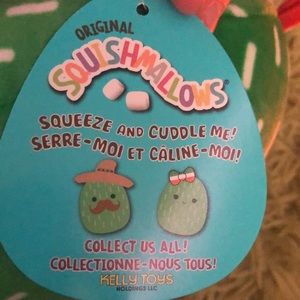 ORIGINAL
SQUISHMALLOWS®
SQUEEZE AND CUDDLE ME!
SERRE-MOI ET CÂLINE-MOI!
COLLECT US ALL!
COLLECTIONNE-NOUS TOUS!
KELLY TOYS
HOLDINGS LLC